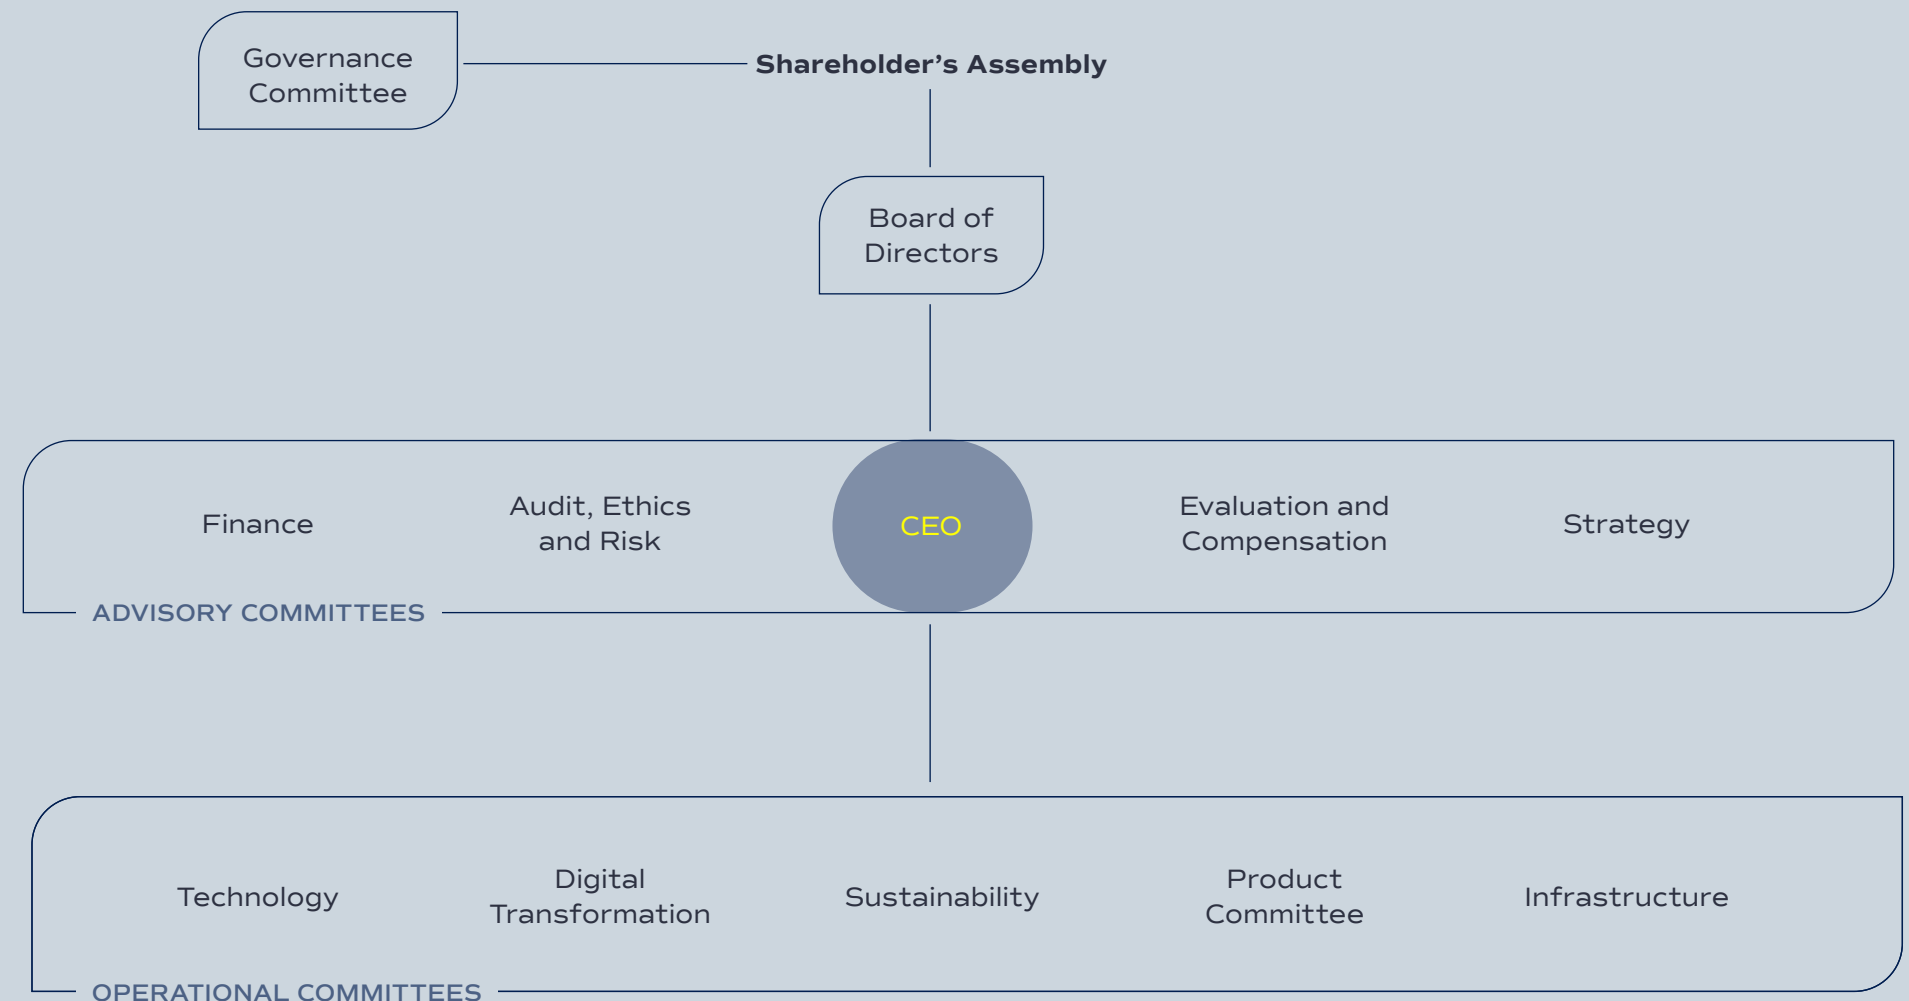 Governance
Committee
Shareholder’s Assembly
Board of
Directors
Finance
Audit, Ethics
and Risk
CEO
Evaluation and
Compensation
Strategy
ADVISORY COMMITTEES
Technology
Digital
Transformation
Sustainability
Product
Committee
Infrastructure
OPERATIONAL COMMITTEES